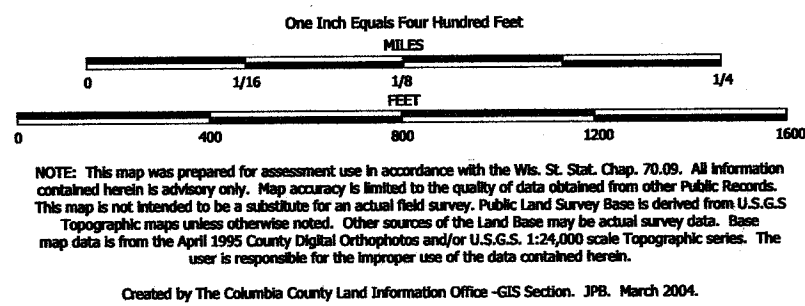 One Inch Equals Four Hundred Feet
MILES
0 1/16 1/8 1/4
FEET
0 400 800 1200 1600
NOTE: This map was prepared for assessment use in accordance with the Wis. St. Stat. Chap. 70.09. All information
contained herein is advisory only. Map accuracy is limited to the quality of data obtained from other Public Records.
This map is not intended to be a substitute for an actual field survey. Public Land Survey Base is derived from U.S.G.S
Topographic maps unless otherwise noted. Other sources of the Land Base may be actual survey data. Base
map data is from the April 1995 County Digital Orthophotos and/or U.S.G.S. 1:24,000 scale Topographic series. The
user is responsible for the improper use of the data contained herein.
Created by The Columbia County Land Information Office -GIS Section. JPB. March 2004.